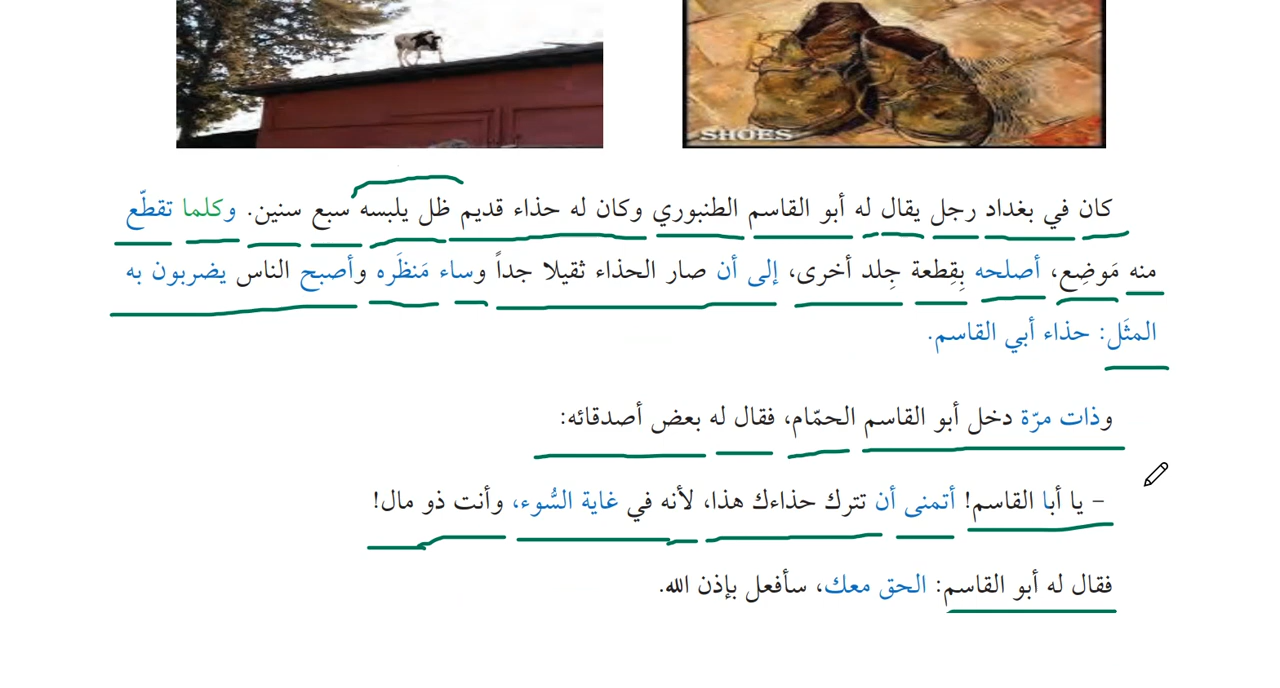 SHOES
كان في بغداد رجل يقال له أبو القاسم الطنبوري وكان له حذاء قديم ظل يلبسه سبع سنين. وكلما تقطّع
منه مَوضِع، أصلحه بِقِطعة جِلد أخرى، إلى أن صار الحذاء ثقيلا جداً وساء مَنظَره وأصبح الناس يضربون به
المثَل: حذاء أبي القاسم.
وذات مرّة دخل أبو القاسم الحمّام، فقال له بعض أصدقائه:
– يا أبا القاسم! أتمنى أن تترك حذاءك هذا، لأنه في غاية السُّوء، وأنت ذو مال!
فقال له أبو القاسم: الحق معك، سأفعل بإذن الله.